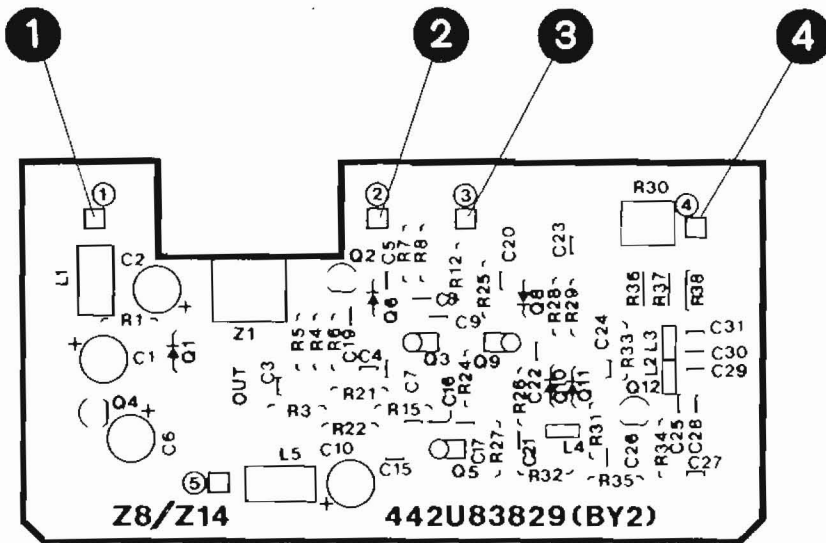 1 2 3 4
1 2 3 4
R30
C2 L1 R1 C1 Q1 Q4 C6
Z1 Q2 C5 R7 R8 Q6 R12 C20 R25 C9 Q8 C23 R28 R29
R36 R37 R38
R5 R4 R6 C19 C4 Q3 Q9 C24 R33 L3 L2 C31 C30 C29
OUT C3 R21 C7 C16 R24 R26 C22 Q10 Q11 Q12
R3 R15 R22 C17 R27 C21 L4 R31 C26 R34 C25 C28
5 L5 C10 C15 Q5 R32 R35 C27
Z8/Z14 442U83829(BY2)